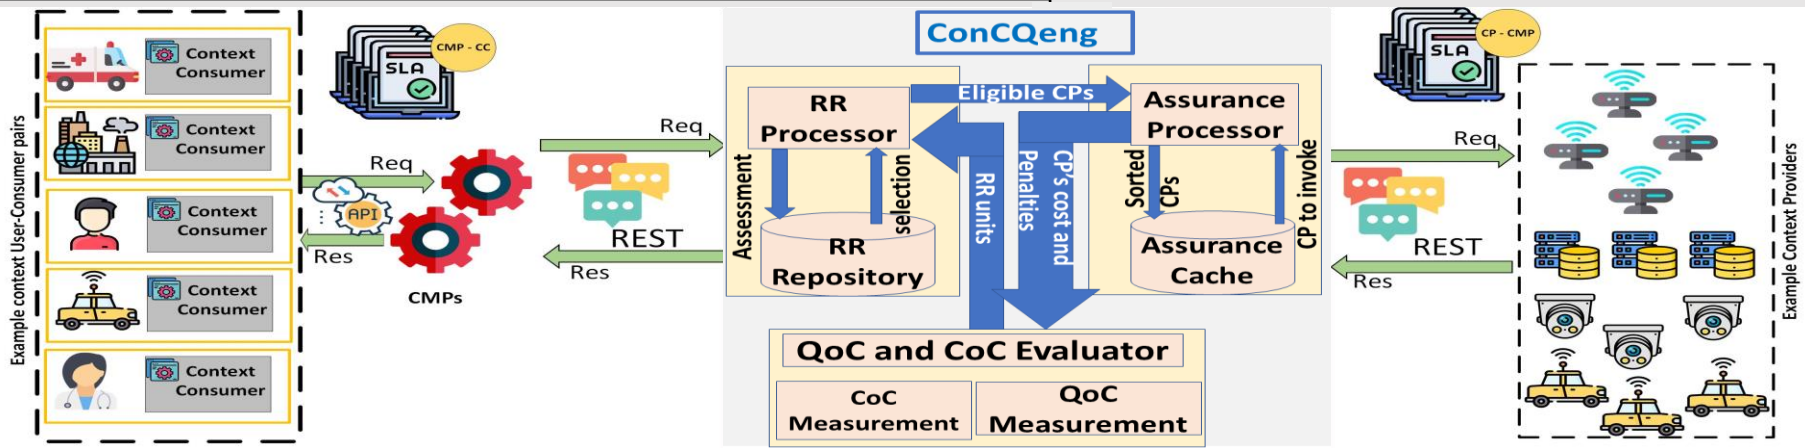 Example context User-Consumer pairs
Context
Consumer
Context
Consumer
Context
Consumer
Context
Consumer
Context
Consumer
SLA
CMP - CC
Req
API
Res
CMPs
Req
REST
Res
ConCQeng
RR
Processor
Eligible CPs
Assurance
Processor
Assessment
selection
RR units
CP's cost and
Penalties
Sorted
CPs
CP to invoke
RR
Repository
Assurance
Cache
QoC and CoC Evaluator
CoC
Measurement
QoC
Measurement
SLA
CP - CMP
Req
REST
Res
Example Context Providers